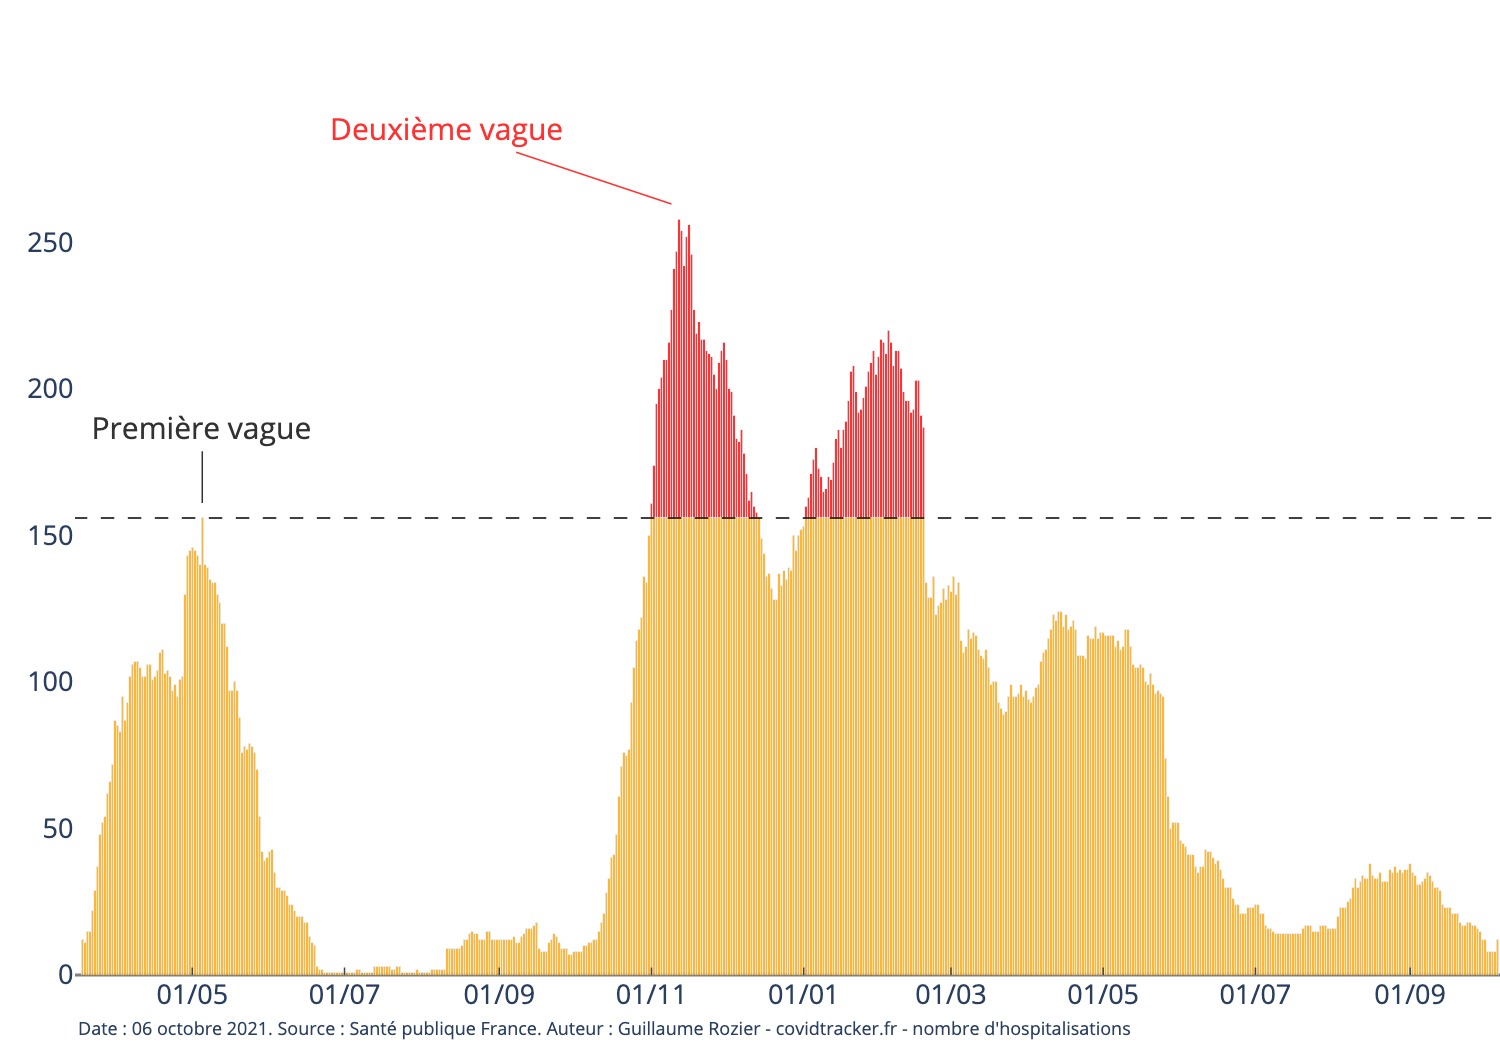 Deuxième vague
250
200
Première vague
150
100
50
0
01/05 01/07 01/09 01/11 01/01 01/03 01/05 01/07 01/09
Date : 06 octobre 2021. Source : Santé publique France. Auteur : Guillaume Rozier - covidtracker.fr - nombre d'hospitalisations